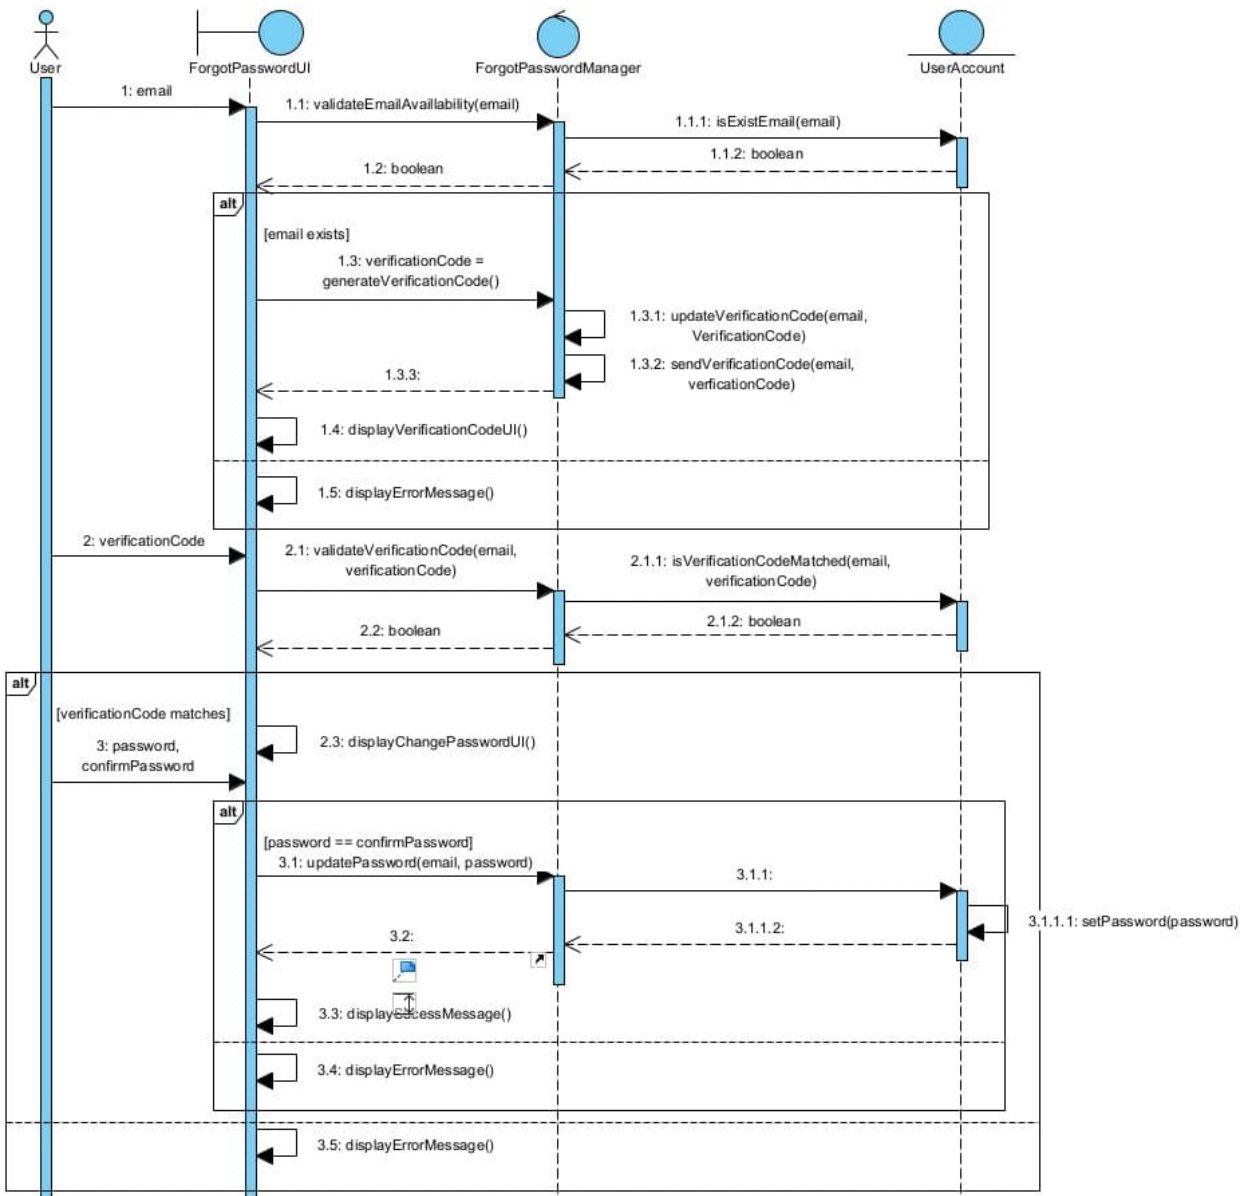 User
ForgotPasswordUI
ForgotPasswordManager
UserAccount
1: email
1.1: validateEmailAvaillability(email)
1.1.1: isExistEmail(email)
1.1.2: boolean
1.2: boolean
alt
[email exists]
1.3: verificationCode =
generateVerificationCode()
1.3.1: updateVerificationCode(email,
VerificationCode)
1.3.2: sendVerificationCode(email,
verficationCode)
1.3.3:
1.4: displayVerificationCodeUI()
1.5: displayErrorMessage()
2: verificationCode
2.1: validateVerificationCode(email,
verificationCode)
2.1.1: isVerificationCodeMatched(email,
verificationCode)
2.1.2: boolean
2.2: boolean
alt
[verificationCode matches]
2.3: displayChangePasswordUI()
3: password,
confirmPassword
alt
[password == confirmPassword]
3.1: updatePassword(email, password)
3.1.1:
3.1.1.1: setPassword(password)
3.1.1.2:
3.2:
3.3: displaySucessMessage()
3.4: displayErrorMessage()
3.5: displayErrorMessage()